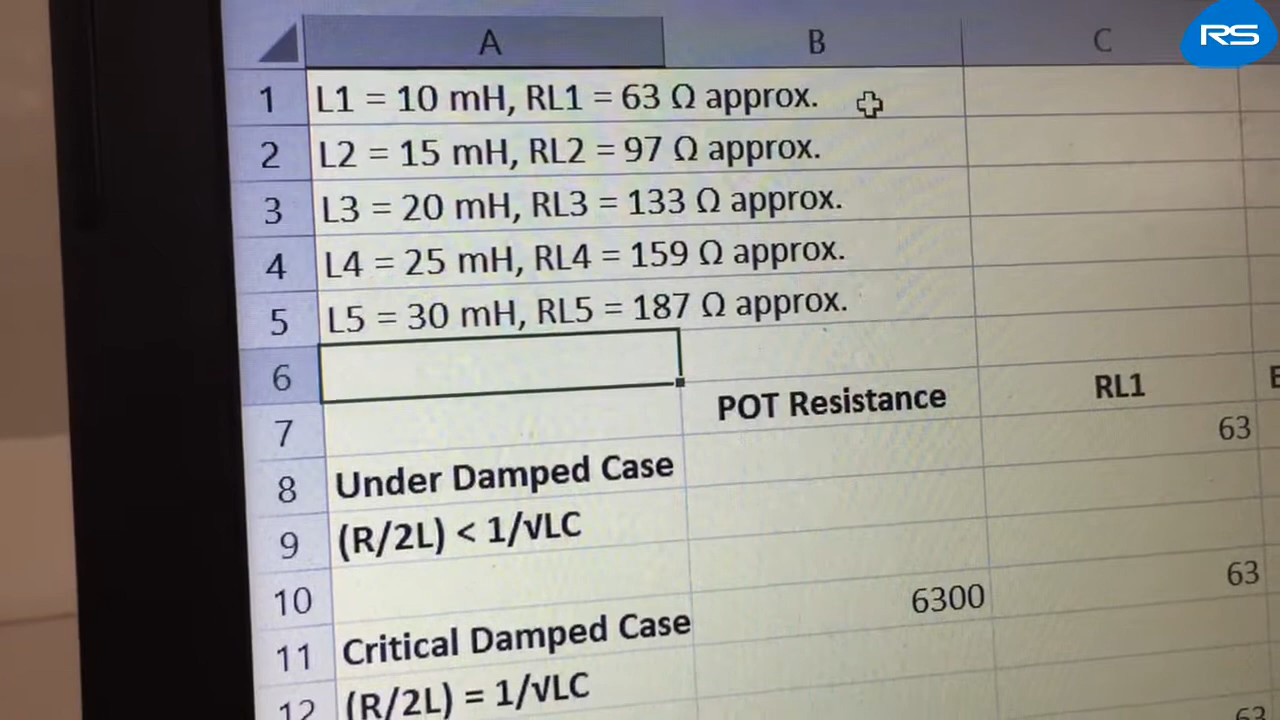 RS
A B C
1 L1 = 10 mH, RL1 = 63 Ω approx.
2 L2 = 15 mH, RL2 = 97 Ω approx.
3 L3 = 20 mH, RL3 = 133 Ω approx.
4 L4 = 25 mH, RL4 = 159 Ω approx.
5 L5 = 30 mH, RL5 = 187 Ω approx.
6
7 POT Resistance RL1
8 Under Damped Case 63
9 (R/2L) < 1/√LC
10
11 Critical Damped Case 6300 63
12 (R/2L) = 1/√LC
63